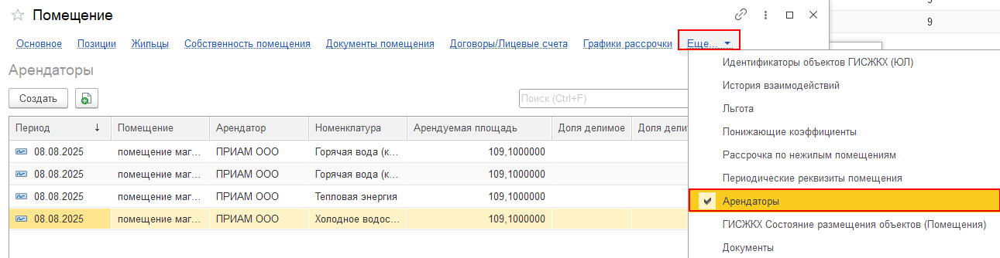 Помещение
9
9
Основное Позиции Жильцы Собственность помещения Документы помещения Договоры/Лицевые счета Графики рассрочки Еще...
Арендаторы
Создать Поиск (Ctrl+F)
Период ↓ Помещение Арендатор Номенклатура Арендуемая площадь Доля делимое Доля делит
08.08.2025 помещение маг... ПРИАМ ООО Горячая вода (к... 109,1000000
08.08.2025 помещение маг... ПРИАМ ООО Горячая вода (к... 109,1000000
08.08.2025 помещение маг... ПРИАМ ООО Тепловая энергия 109,1000000
08.08.2025 помещение маг... ПРИАМ ООО Холодное водос... 109,1000000
Идентификаторы объектов ГИСЖКХ (ЮЛ)
История взаимодействий
Льгота
Понижающие коэффициенты
Рассрочка по нежилым помещениям
Периодические реквизиты помещения
Арендаторы
ГИСЖКХ Состояние размещения объектов (Помещения)
Документы